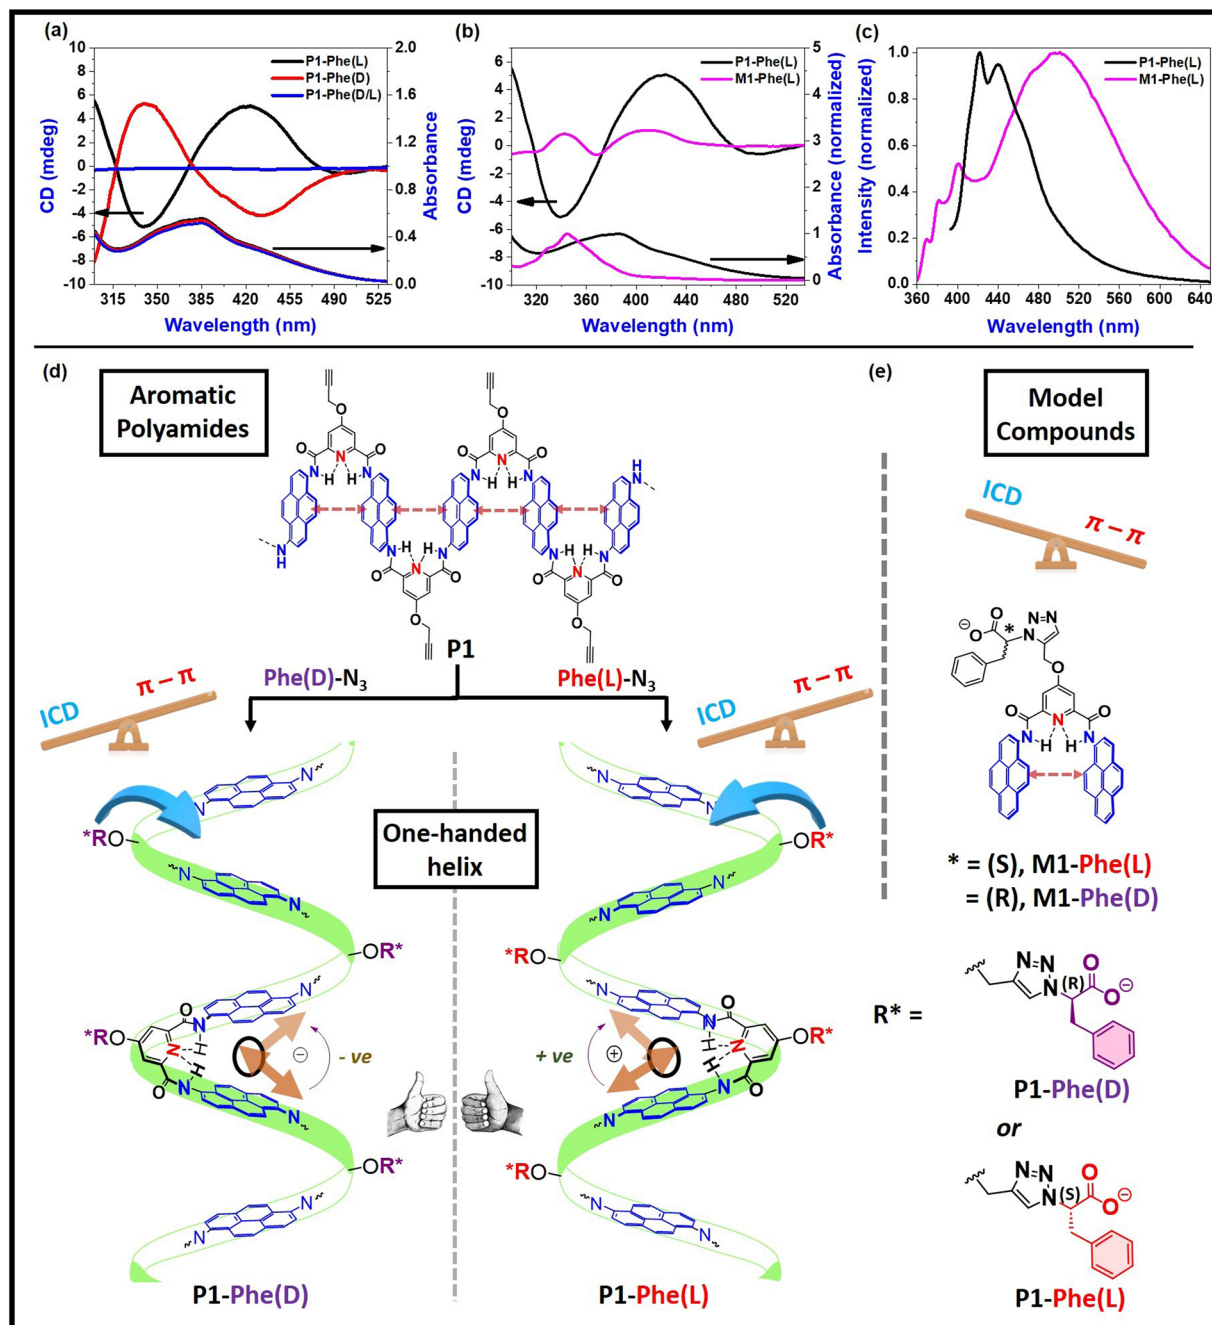 (a)
P1-Phe(L)
P1-Phe(D)
P1-Phe(D/L)
10
8
6
4
2
0
-2
-4
-6
-8
-10
CD (mdeg)
2.0
1.5
1.0
0.5
0.0
Absorbance
315 350 385 420 455 490 525
Wavelength (nm)
(b)
P1-Phe(L)
M1-Phe(L)
8
6
4
2
0
-2
-4
-6
-8
-10
CD (mdeg)
5
4
3
2
1
0
Absorbance (normalized)
320 360 400 440 480 520
Wavelength (nm)
(c)
P1-Phe(L)
M1-Phe(L)
1.0
0.8
0.6
0.4
0.2
0.0
Intensity (normalized)
360 400 440 480 520 560 600 640
Wavelength (nm)
(d)
Aromatic
Polyamides
O
O
O O O O
N H N H N
H
N
N H N H N
N
H
N H N H N
N H N H N
O O O O
O
O
P1
Phe(D)-N3
Phe(L)-N3
ICD
π – π
ICD
π – π
One-handed
helix
N
N
*RO
N
N
OR*
N
*RO
O
N
N
H
H
O
N
N
⊖
- ve
OR*
N
N
P1-Phe(D)
N
N
OR*
N
N
*RO
N
O
N
H
N
H
OR*
N
N
O
+ ve
⊕
*RO
N
N
P1-Phe(L)
(e)
Model
Compounds
ICD
π – π
⊖
O
O
*
N=N
N
O
O O
N H N H N
* = (S), M1-Phe(L)
= (R), M1-Phe(D)
R* =
N=N
N
(R)
O
O ⊖
P1-Phe(D)
or
N=N
N
(S)
O
O ⊖
P1-Phe(L)